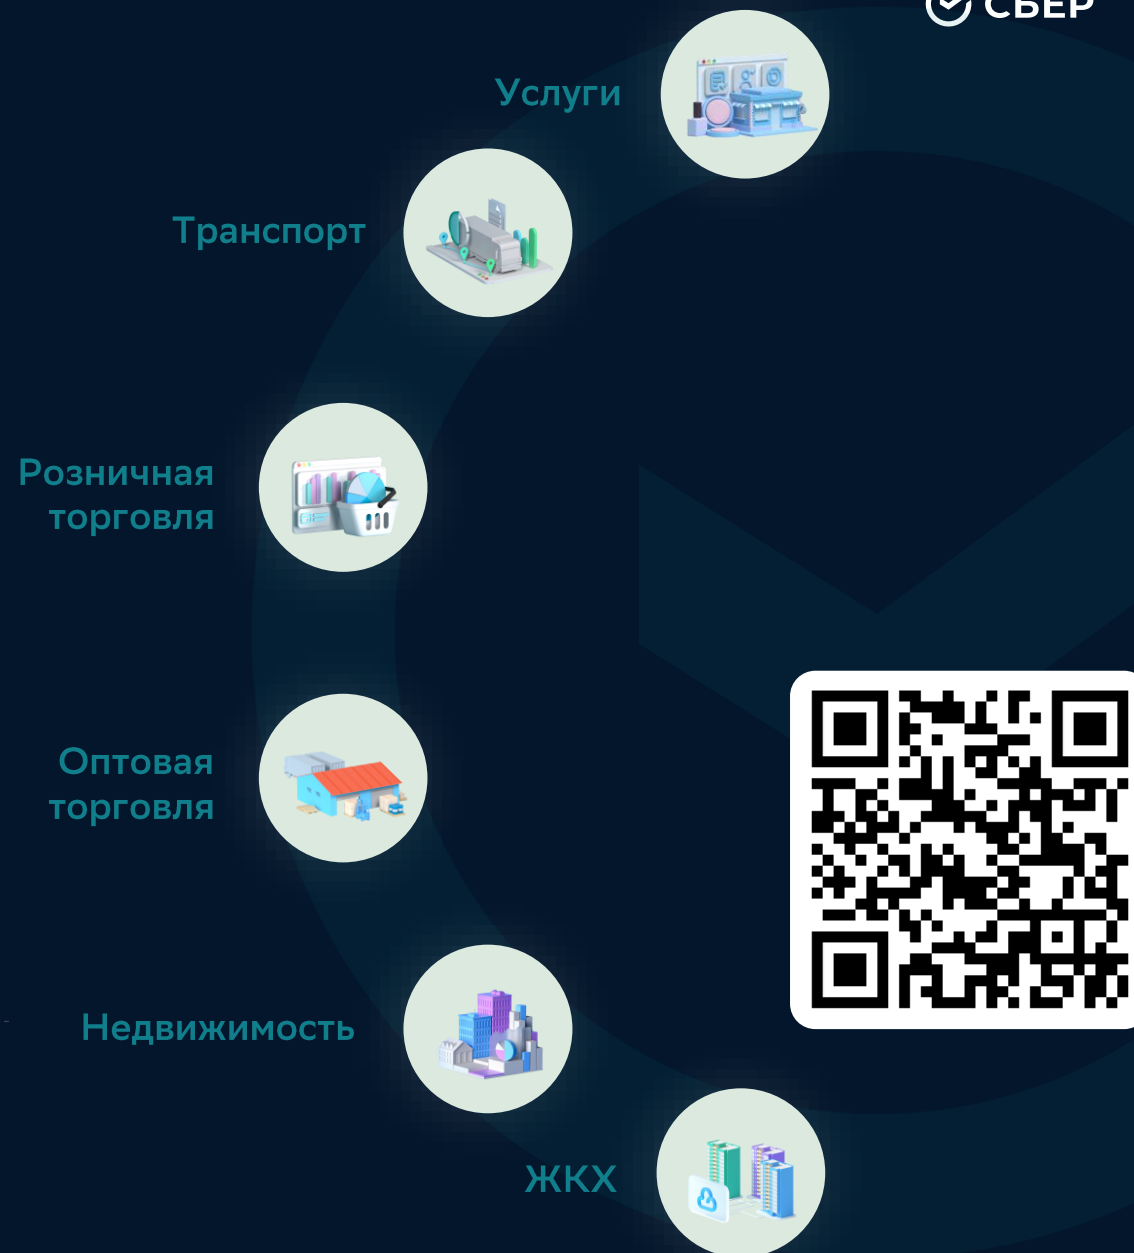 СБЕР
Услуги
Транспорт
Розничная
торговля
Оптовая
торговля
Недвижимость
ЖКХ